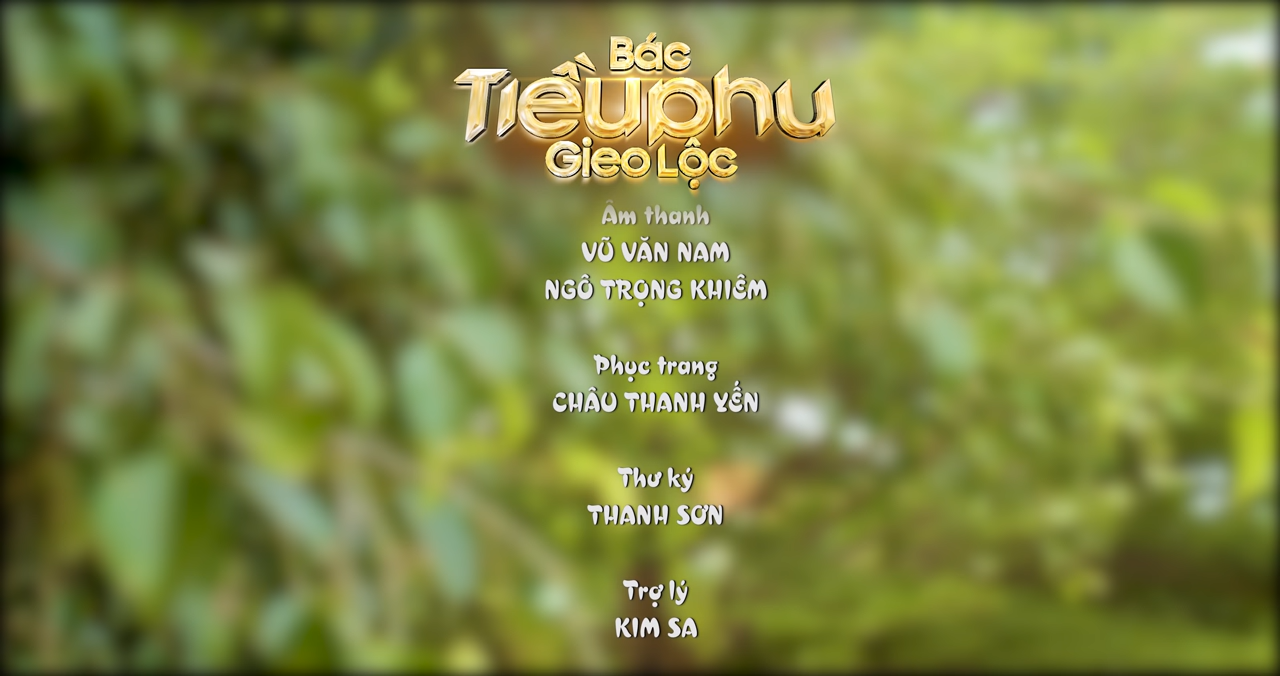 Bác
Tiều phu
Gieo Lộc
Âm thanh
VŨ VĂN NAM
NGÔ TRỌNG KHIÊM
Phục trang
CHÂU THANH YẾN
Thư ký
THANH SƠN
Trợ lý
KIM SA